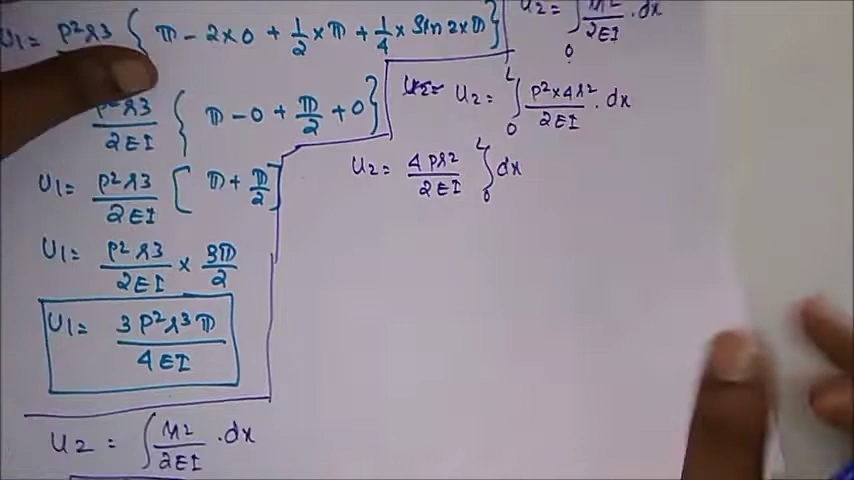 U1 = P²r3 { π - 2×0 + 1/2 × π + 1/4 × Sin 2×π }
P²r3/2EI { π - 0 + π/2 + 0 }
U1 = P²r3/2EI [ π + π/2 ]
U1 = P²r3/2EI × 3π/2
U1 = 3P²r³π/4EI
U2 = ∫ M2/2EI . dx
U2 = ∫₀ M2/2EI . dx
U2 = U2 = ∫₀ᴸ P²×4r²/2EI . dx
U2 = 4Pr²/2EI ∫₀ᴸ dx